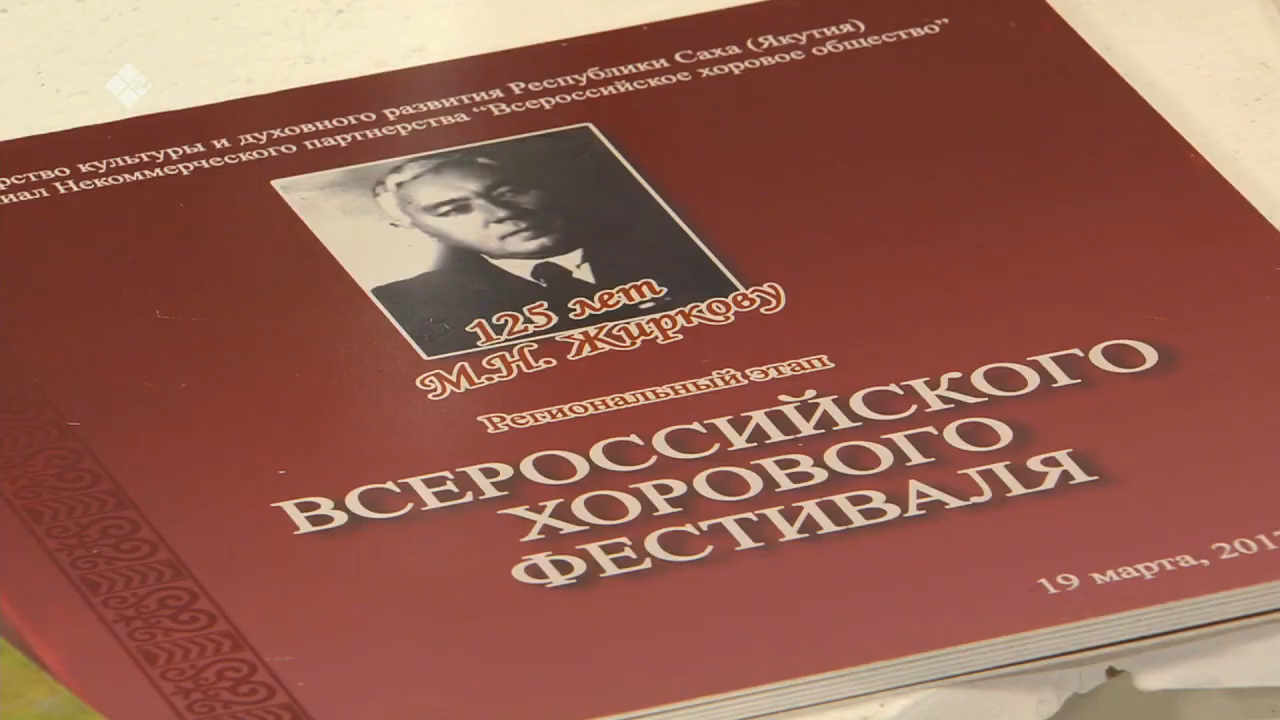 рство культуры и духовного развития Республики Саха (Якутия)
иал Некоммерческого партнерства “Всероссийское хоровое общество”
125 лет
М.Н. Жиркову
Региональный этап
ВСЕРОССИЙСКОГО
ХОРОВОГО
ФЕСТИВАЛЯ
19 марта, 201